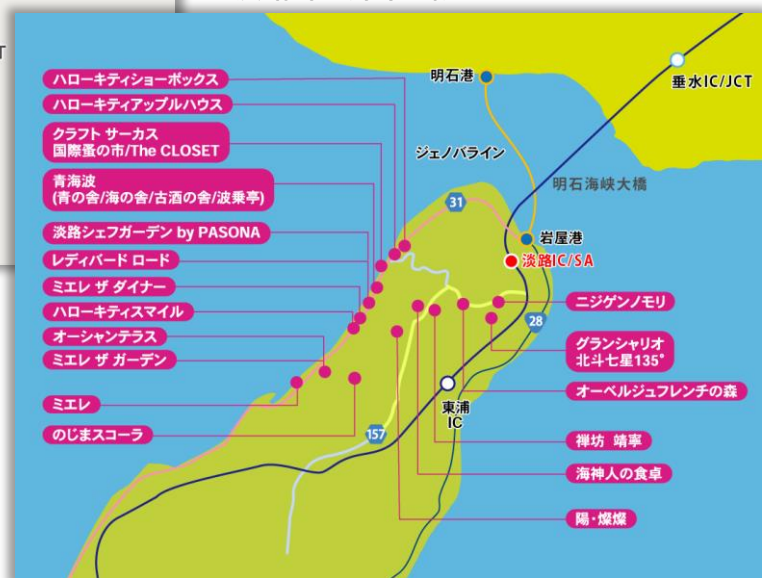 T
ハローキティショーボックス
ハローキティアップルハウス
クラフト サーカス
国際蚤の市/The CLOSET
青海波
(青の舎/海の舎/古酒の舎/波乗亭)
淡路シェフガーデン by PASONA
レディバード ロード
ミエレ ザ ダイナー
ハローキティスマイル
オーシャンテラス
ミエレ ザ ガーデン
ミエレ
のじまスコーラ
明石港
垂水IC/JCT
ジェノバライン
明石海峡大橋
31
岩屋港
淡路IC/SA
28
東浦
IC
157
ニジゲンノモリ
グランシャリオ
北斗七星135°
オーベルジュフレンチの森
禅坊 靖寧
海神人の食卓
陽・燦燦